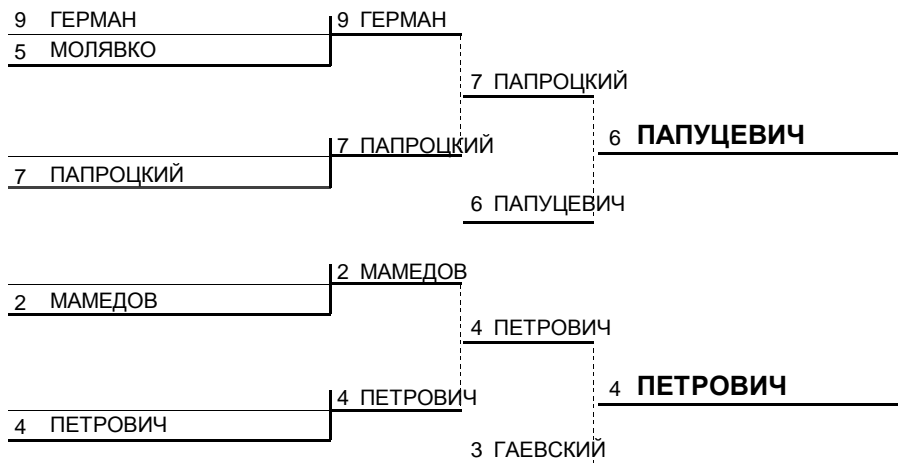 9 ГЕРМАН
9 ГЕРМАН
5 МОЛЯВКО
7 ПАПРОЦКИЙ
6 ПАПУЦЕВИЧ
7 ПАПРОЦКИЙ
7 ПАПРОЦКИЙ
6 ПАПУЦЕВИЧ
2 МАМЕДОВ
2 МАМЕДОВ
4 ПЕТРОВИЧ
4 ПЕТРОВИЧ
4 ПЕТРОВИЧ
4 ПЕТРОВИЧ
3 ГАЕВСКИЙ